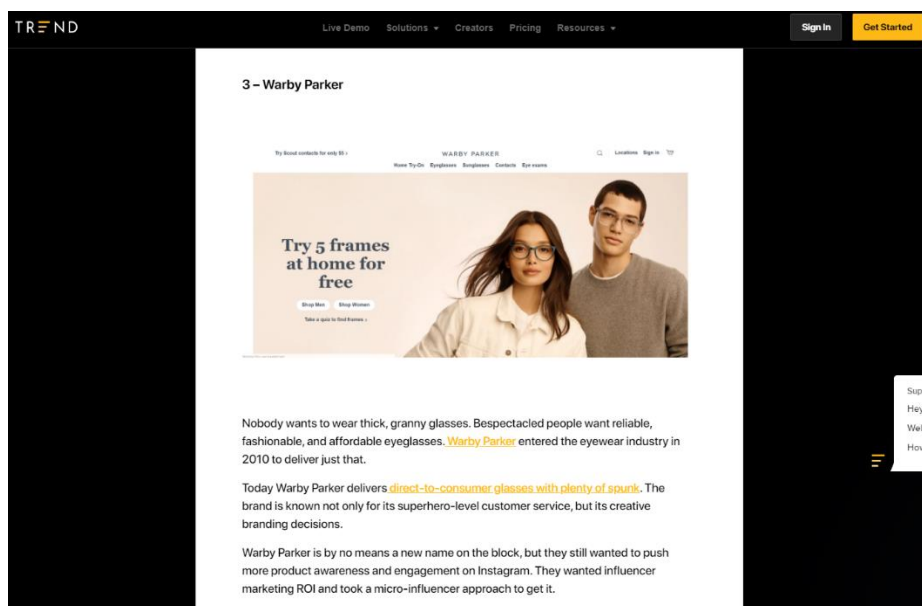 TREND
Live Demo Solutions Creators Pricing Resources
Sign In
Get Started
3 – Warby Parker
Try Scout contacts for only $5 ›
WARBY PARKER
Locations Sign in
Home Try-On Eyeglasses Sunglasses Contacts Eye exams
Try 5 frames
at home for
free
Shop Men Shop Women
Take a quiz to find frames ›
Nobody wants to wear thick, granny glasses. Bespectacled people want reliable,
fashionable, and affordable eyeglasses. Warby Parker entered the eyewear industry in
2010 to deliver just that.
Today Warby Parker delivers direct-to-consumer glasses with plenty of spunk. The
brand is known not only for its superhero-level customer service, but its creative
branding decisions.
Warby Parker is by no means a new name on the block, but they still wanted to push
more product awareness and engagement on Instagram. They wanted influencer
marketing ROI and took a micro-influencer approach to get it.
Sup
Hey
Wel
How